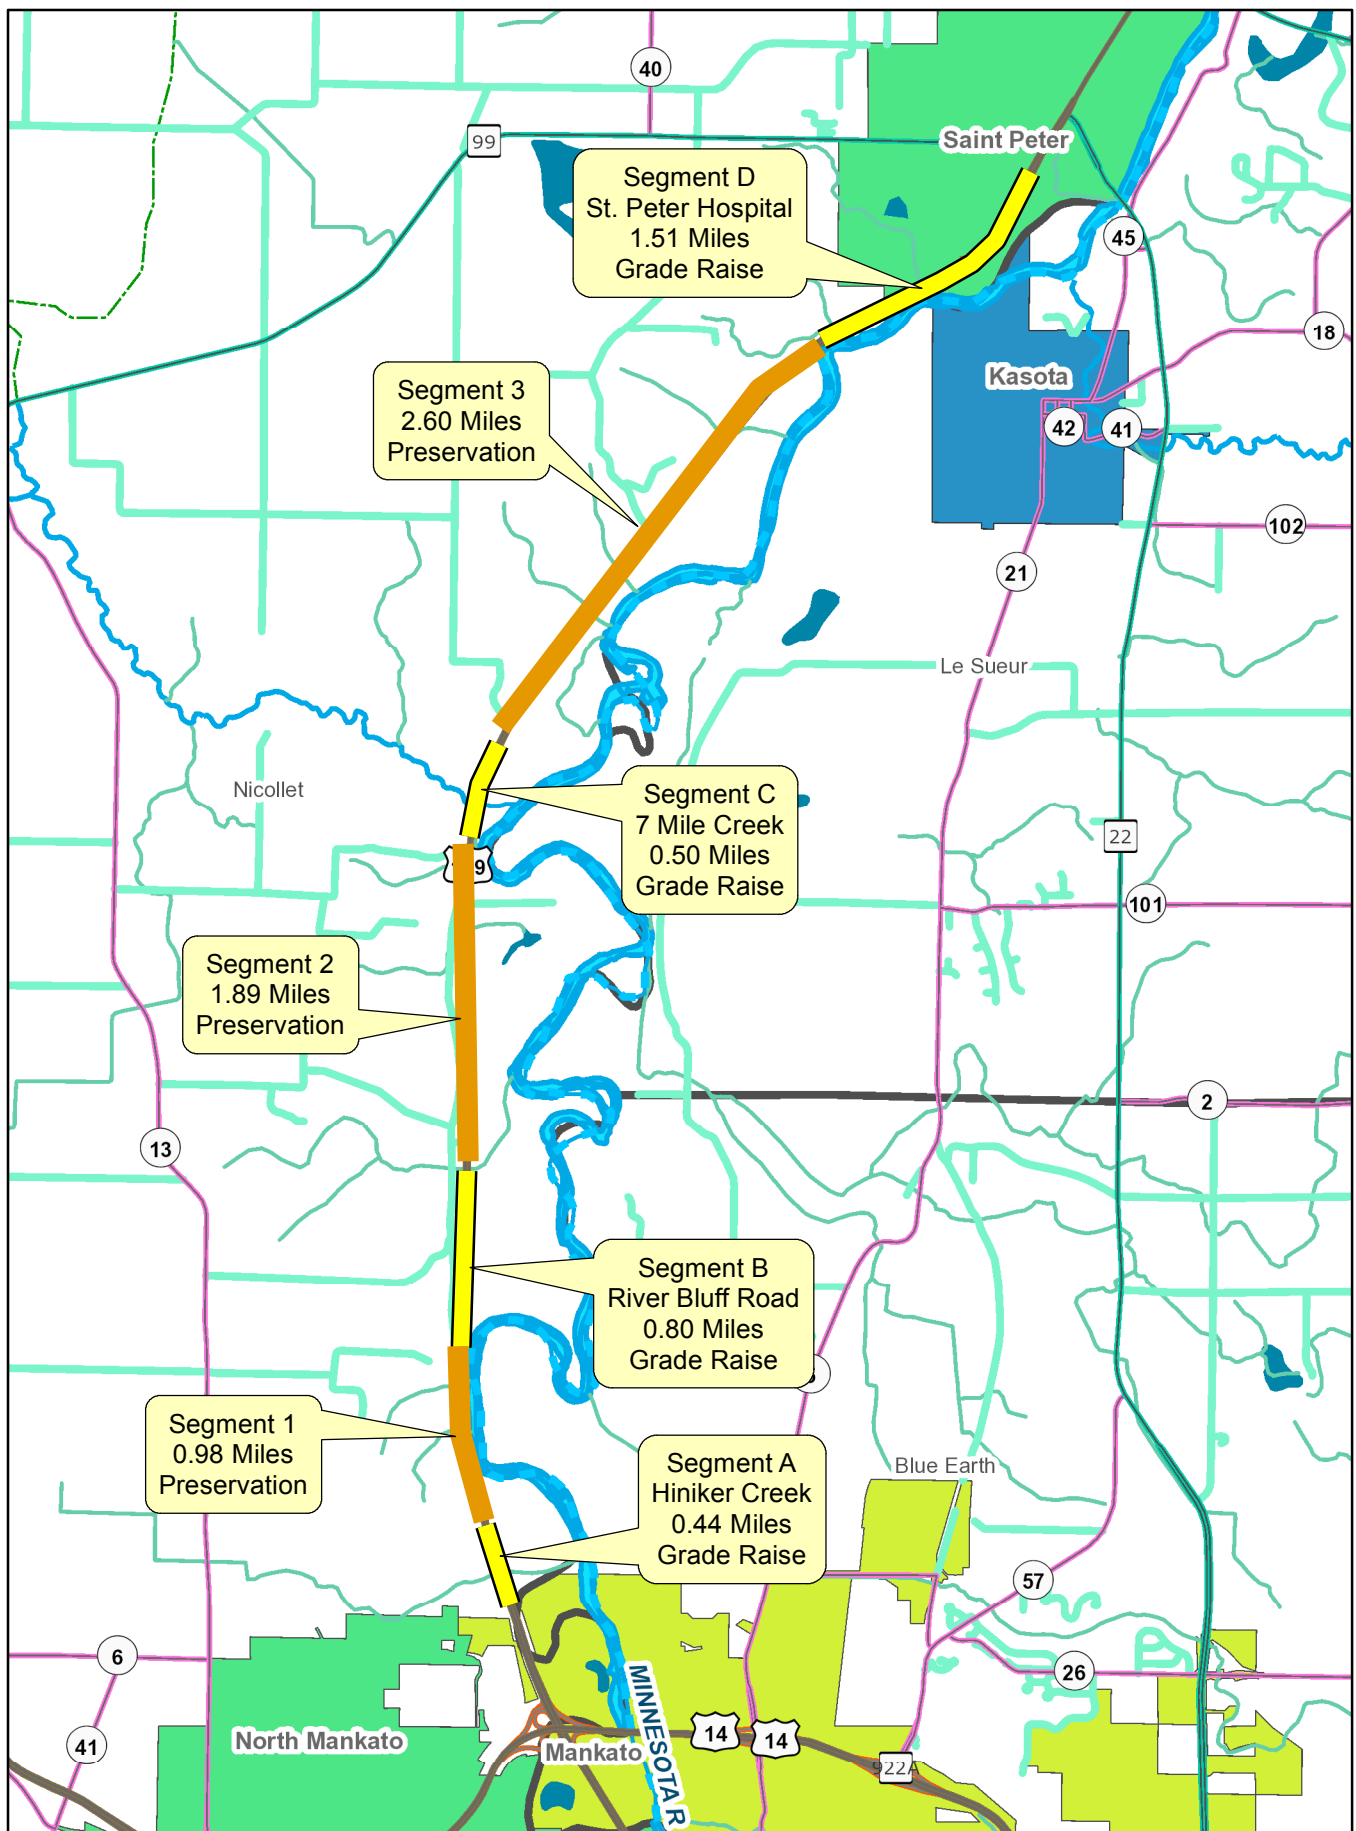 40
99
Saint Peter
Segment D
St. Peter Hospital
1.51 Miles
Grade Raise
45
18
Kasota
Segment 3
2.60 Miles
Preservation
42
41
102
21
Le Sueur
Nicollet
Segment C
7 Mile Creek
0.50 Miles
Grade Raise
22
9
101
Segment 2
1.89 Miles
Preservation
2
13
Segment B
River Bluff Road
0.80 Miles
Grade Raise
Segment 1
0.98 Miles
Preservation
Segment A
Hiniker Creek
0.44 Miles
Grade Raise
Blue Earth
57
6
26
MINNESOTA R
North Mankato
Mankato
14
14
41
922A